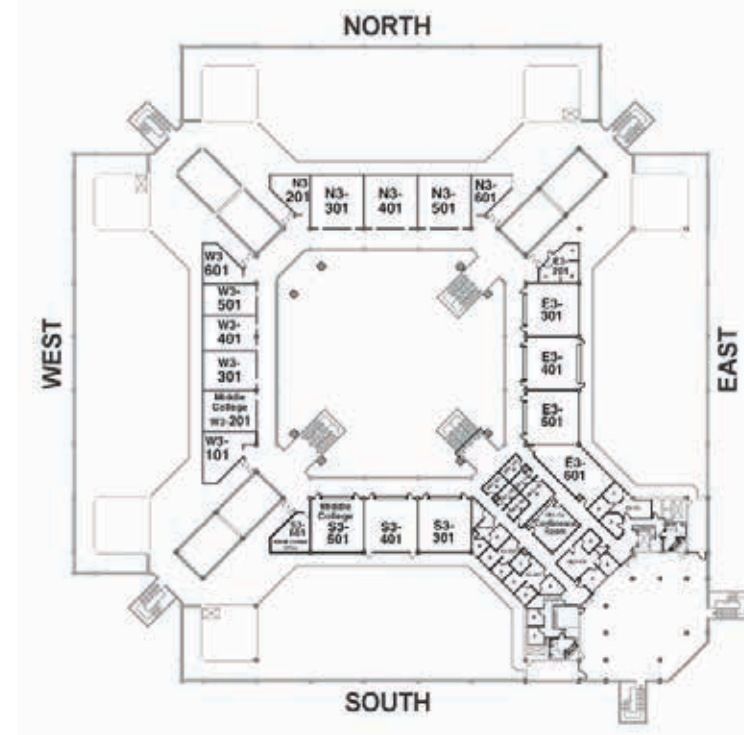 NORTH
N3
201
N3-
301
N3-
401
N3-
501
N3-
601
W3
601
W3-
501
W3-
401
W3-
301
Middle
College
W3-201
W3-
101
WEST
E3-
201
E3-
301
E3-
401
E3-
501
E3-
601
EAST
Conference
Room
S3-
601
Middle
College
S3-
501
S3-
401
S3-
301
SOUTH